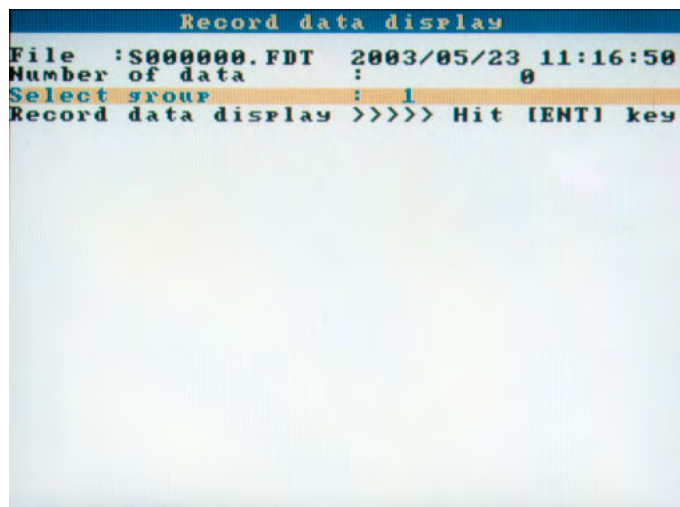 Record data display
File :S000000.FDT 2003/05/23 11:16:50
Number of data : 0
Select group : 1
Record data display >>>>> Hit [ENT] key